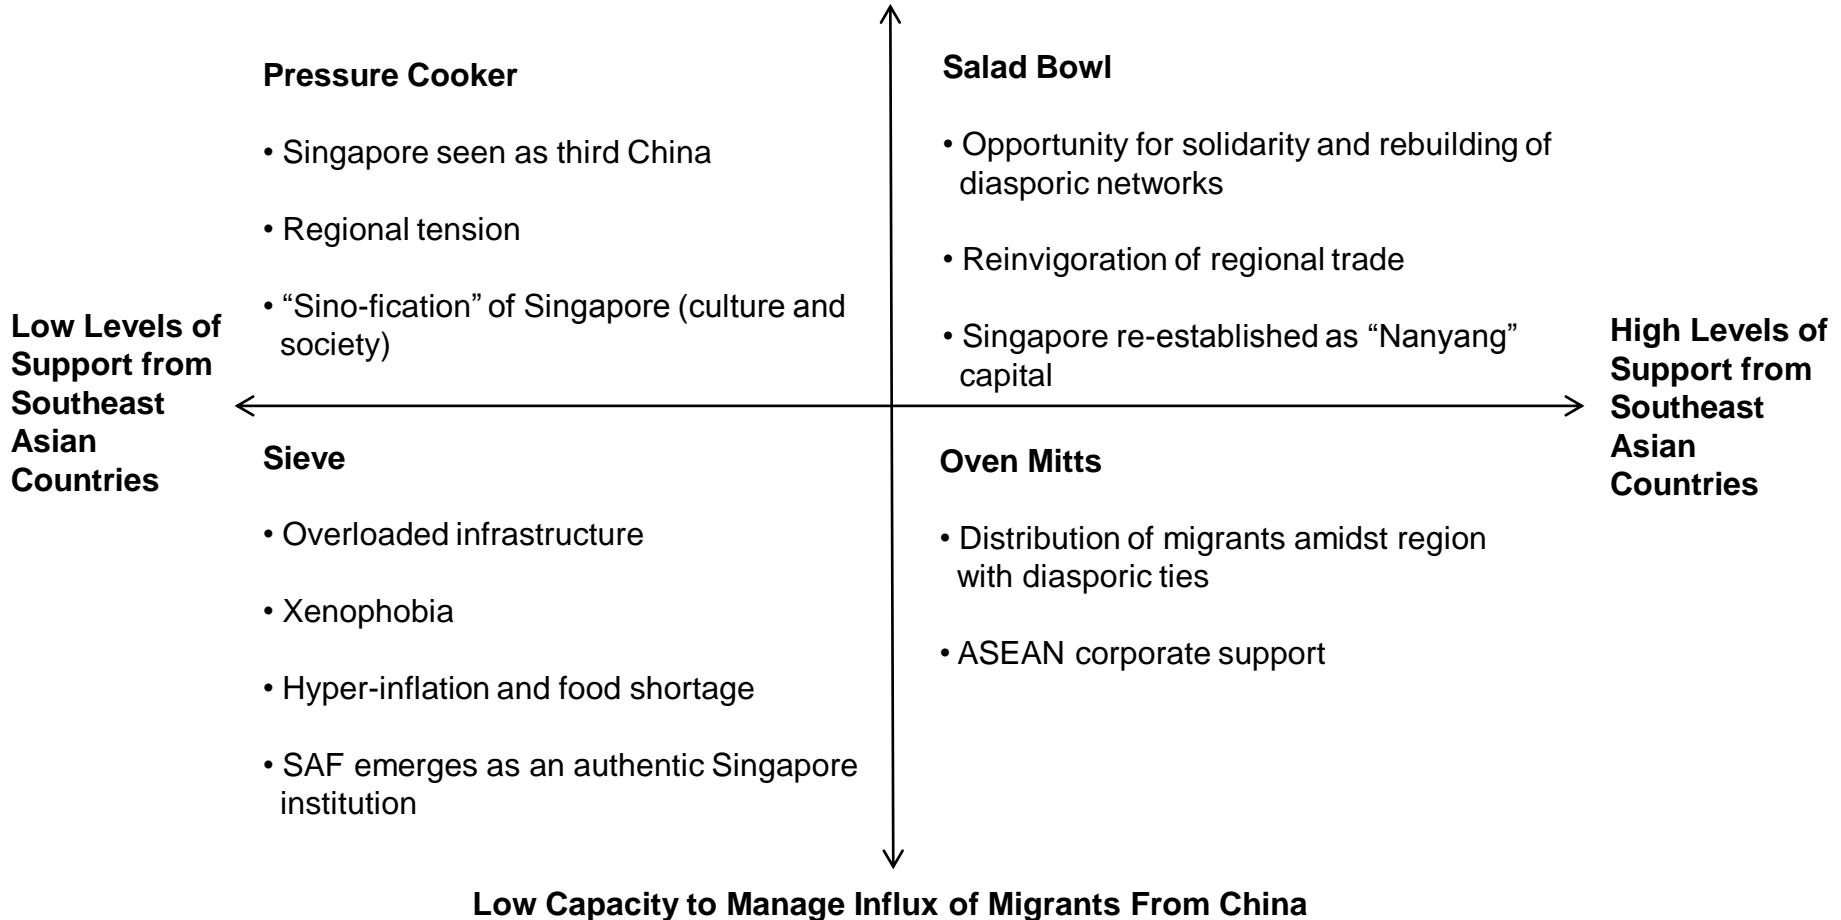 Pressure Cooker
• Singapore seen as third China
• Regional tension
• “Sino-fication” of Singapore (culture and
society)
Salad Bowl
• Opportunity for solidarity and rebuilding of
diasporic networks
• Reinvigoration of regional trade
• Singapore re-established as “Nanyang”
capital
Low Levels of
Support from
Southeast
Asian
Countries
High Levels of
Support from
Southeast
Asian
Countries
Sieve
• Overloaded infrastructure
• Xenophobia
• Hyper-inflation and food shortage
• SAF emerges as an authentic Singapore
institution
Oven Mitts
• Distribution of migrants amidst region
with diasporic ties
• ASEAN corporate support
Low Capacity to Manage Influx of Migrants From China